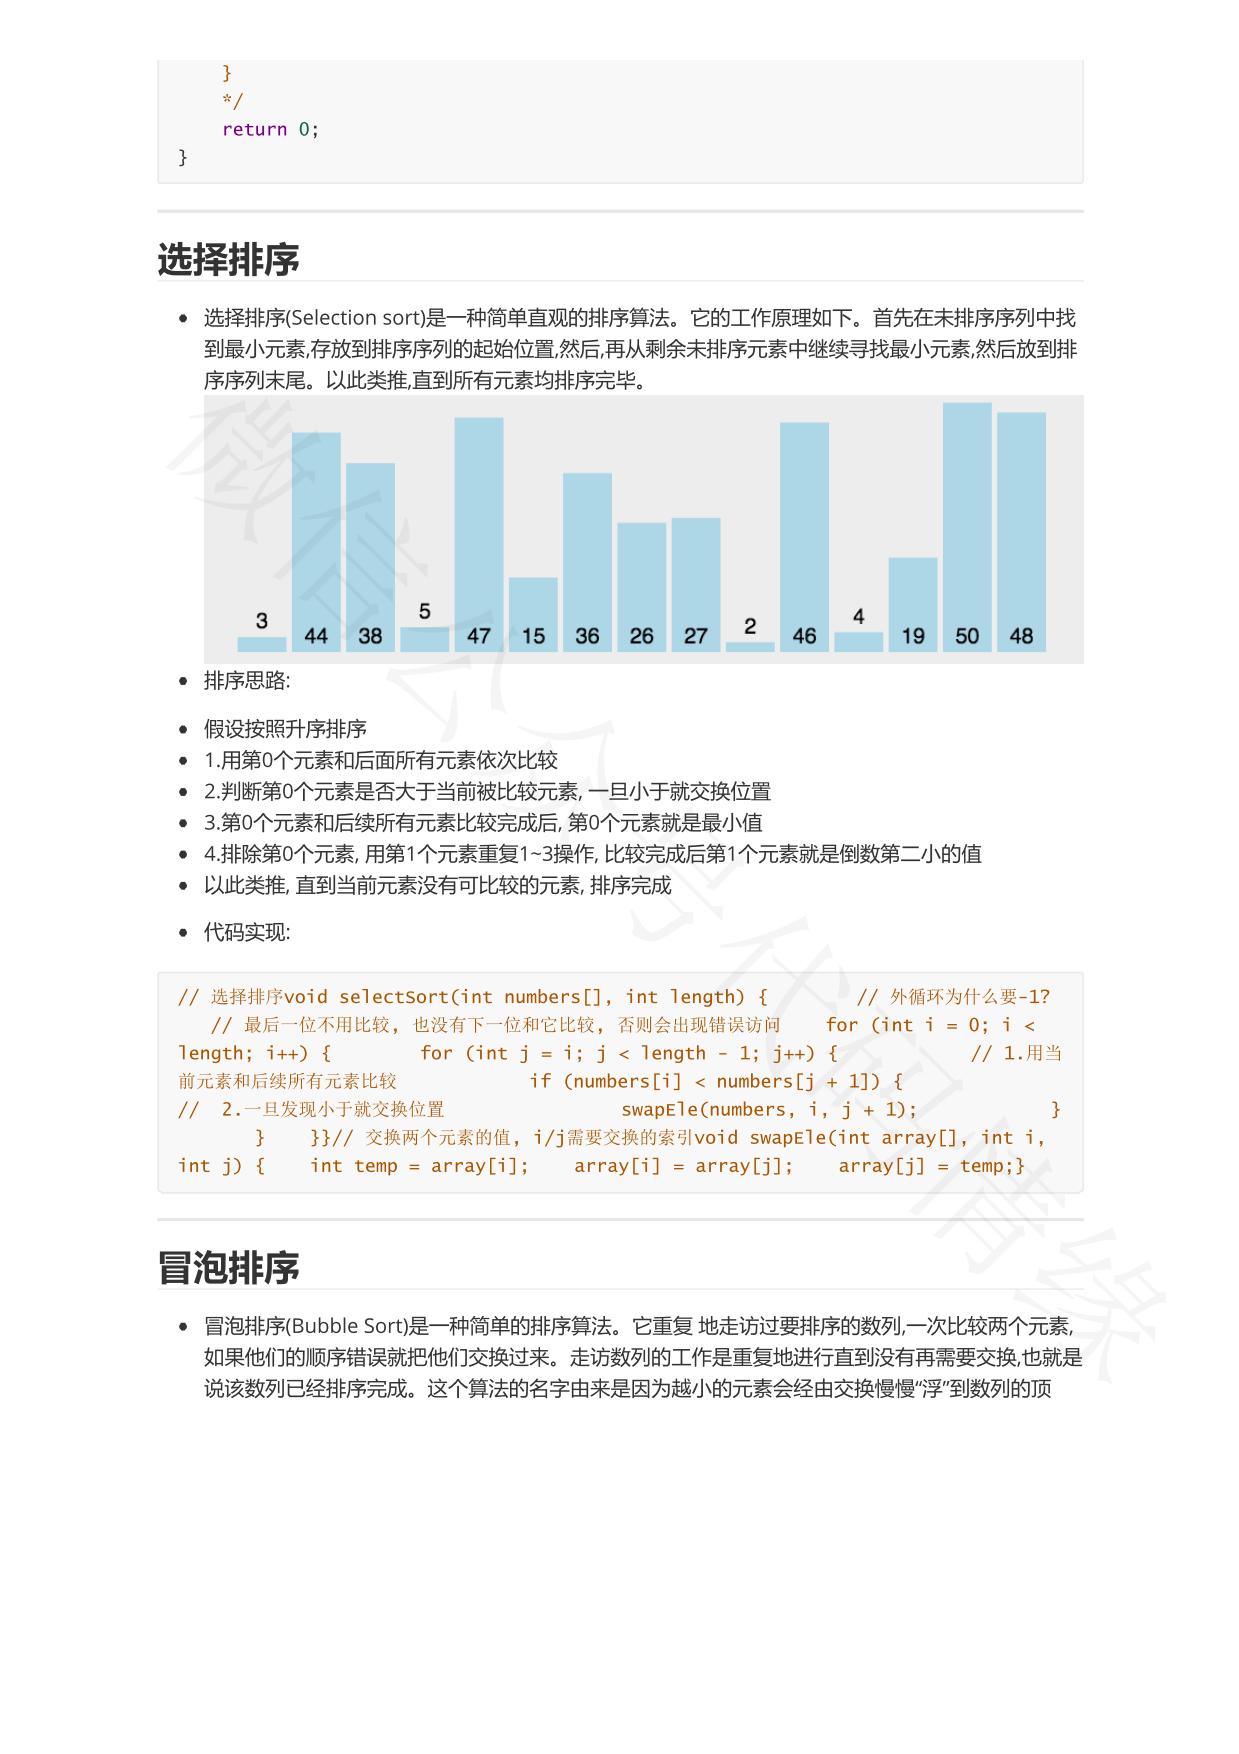 }
*/
return 0;
}
选择排序
• 选择排序(Selection sort)是一种简单直观的排序算法。它的工作原理如下。首先在未排序序列中找
到最小元素,存放到排序序列的起始位置,然后,再从剩余未排序元素中继续寻找最小元素,然后放到排
序序列末尾。以此类推,直到所有元素均排序完毕。
3 44 38 5 47 15 36 26 27 2 46 4 19 50 48
• 排序思路:
• 假设按照升序排序
• 1.用第0个元素和后面所有元素依次比较
• 2.判断第0个元素是否大于当前被比较元素, 一旦小于就交换位置
• 3.第0个元素和后续所有元素比较完成后, 第0个元素就是最小值
• 4.排除第0个元素, 用第1个元素重复1~3操作, 比较完成后第1个元素就是倒数第二小的值
• 以此类推, 直到当前元素没有可比较的元素, 排序完成
• 代码实现:
// 选择排序void selectSort(int numbers[], int length) {        // 外循环为什么要-1?
// 最后一位不用比较, 也没有下一位和它比较, 否则会出现错误访问    for (int i = 0; i <
length; i++) {        for (int j = i; j < length - 1; j++) {            // 1.用当
前元素和后续所有元素比较            if (numbers[i] < numbers[j + 1]) {
//  2.一旦发现小于就交换位置                swapEle(numbers, i, j + 1);            }
}    }}// 交换两个元素的值, i/j需要交换的索引void swapEle(int array[], int i,
int j) {    int temp = array[i];    array[i] = array[j];    array[j] = temp;}
冒泡排序
• 冒泡排序(Bubble Sort)是一种简单的排序算法。它重复 地走访过要排序的数列,一次比较两个元素,
如果他们的顺序错误就把他们交换过来。走访数列的工作是重复地进行直到没有再需要交换,也就是
说该数列已经排序完成。这个算法的名字由来是因为越小的元素会经由交换慢慢“浮”到数列的顶
微信公众号代码情缘